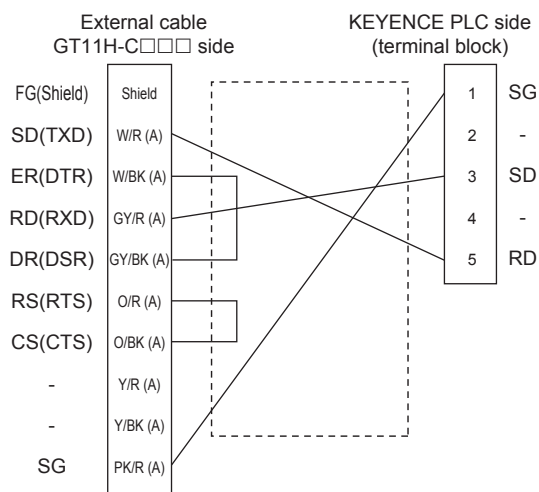 External cable
GT11H-C□□□ side
KEYENCE PLC side
(terminal block)
FG(Shield) Shield
SD(TXD) W/R (A)
ER(DTR) W/BK (A)
RD(RXD) GY/R (A)
DR(DSR) GY/BK (A)
RS(RTS) O/R (A)
CS(CTS) O/BK (A)
- Y/R (A)
- Y/BK (A)
SG PK/R (A)
1 SG
2 -
3 SD
4 -
5 RD